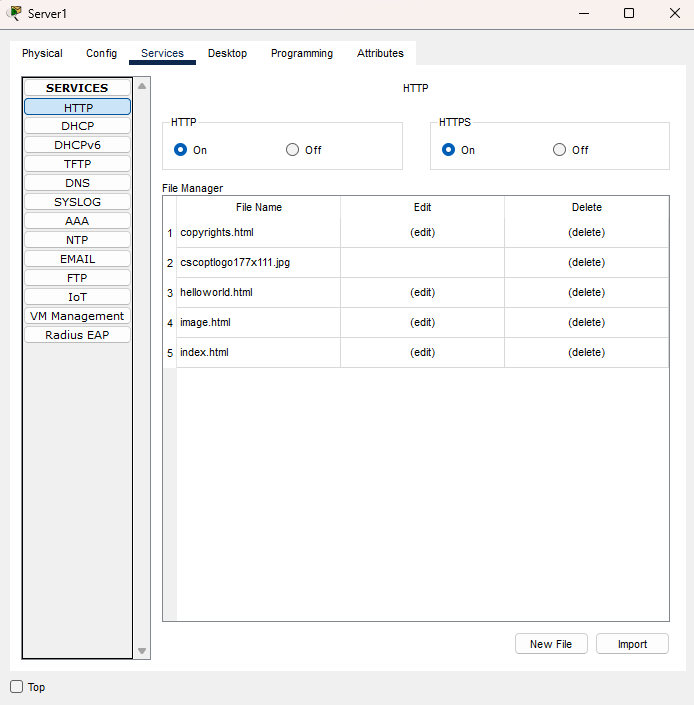 Server1
Physical Config Services Desktop Programming Attributes
SERVICES
HTTP
DHCP
DHCPv6
TFTP
DNS
SYSLOG
AAA
NTP
EMAIL
FTP
IoT
VM Management
Radius EAP
HTTP
HTTP
On Off
HTTPS
On Off
File Manager
File Name Edit Delete
1 copyrights.html (edit) (delete)
2 cscoptlogo177x111.jpg (delete)
3 helloworld.html (edit) (delete)
4 image.html (edit) (delete)
5 index.html (edit) (delete)
New File Import
Top